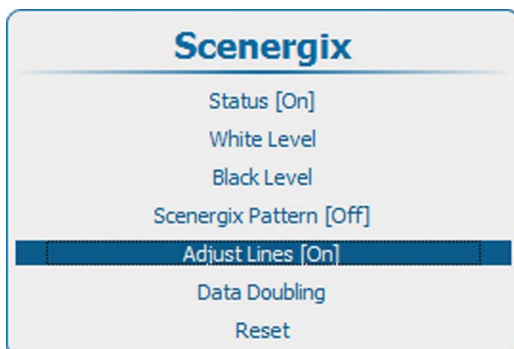 Scenergix
Status [On]
White Level
Black Level
Scenergix Pattern [Off]
Adjust Lines [On]
Data Doubling
Reset